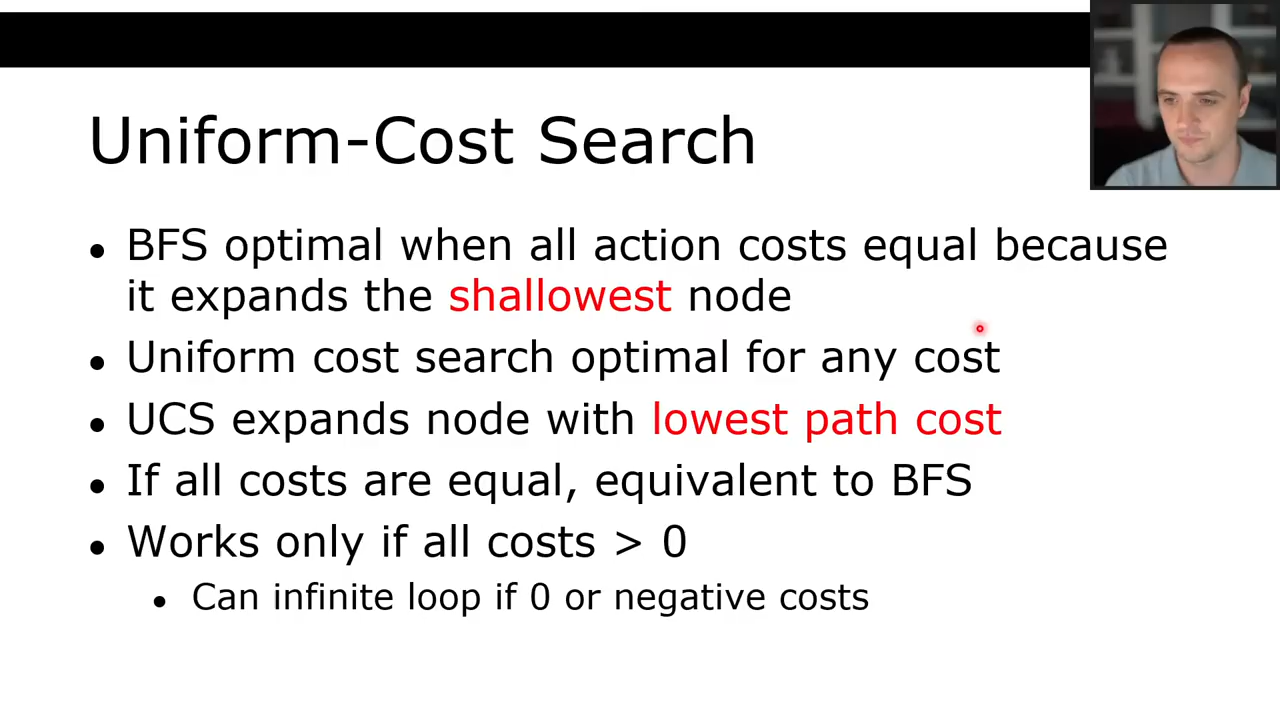 Uniform-Cost Search
● BFS optimal when all action costs equal because
it expands the shallowest node
● Uniform cost search optimal for any cost
● UCS expands node with lowest path cost
● If all costs are equal, equivalent to BFS
● Works only if all costs > 0
● Can infinite loop if 0 or negative costs